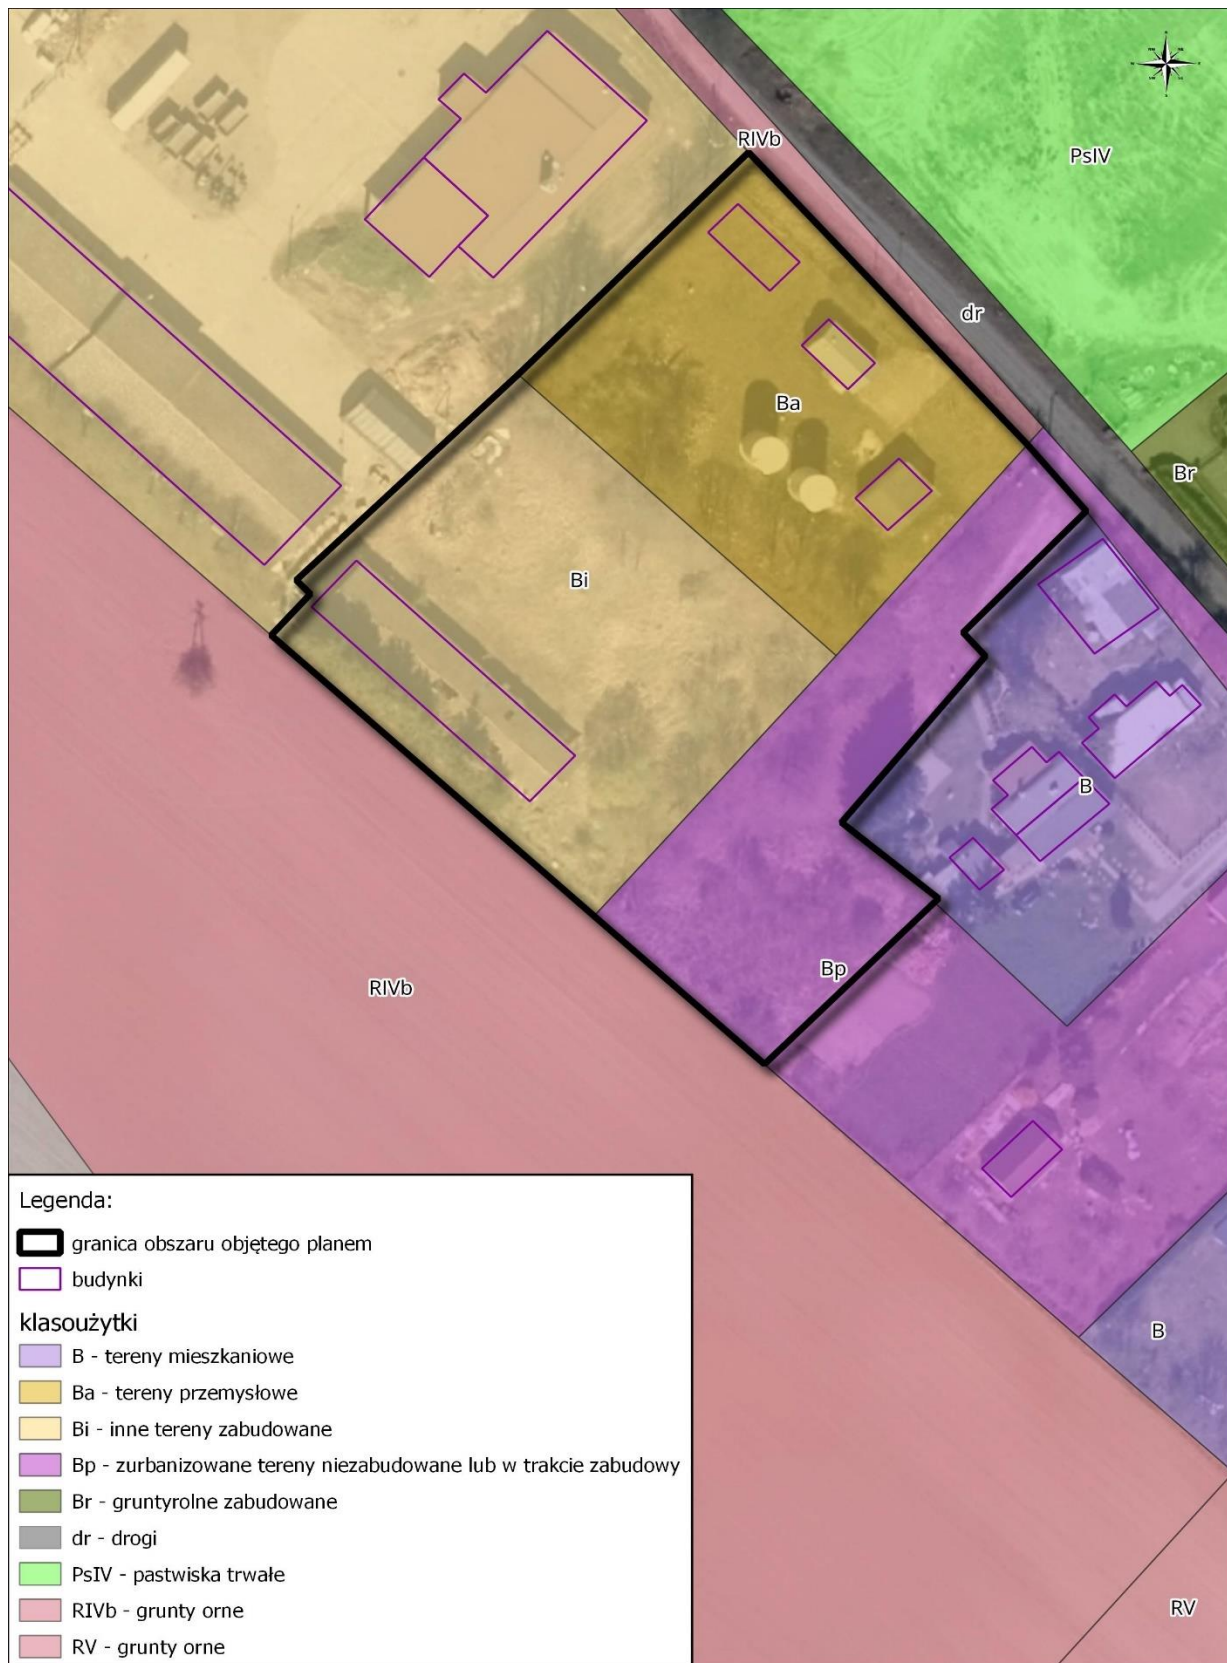 RIVb
PsIV
dr
Ba
Br
Bi
B
Bp
RIVb
B
RV
Legenda:
granica obszaru objętego planem
budynki
klasoużytki
B - tereny mieszkaniowe
Ba - tereny przemysłowe
Bi - inne tereny zabudowane
Bp - zurbanizowane tereny niezabudowane lub w trakcie zabudowy
Br - gruntyrolne zabudowane
dr - drogi
PsIV - pastwiska trwałe
RIVb - grunty orne
RV - grunty orne